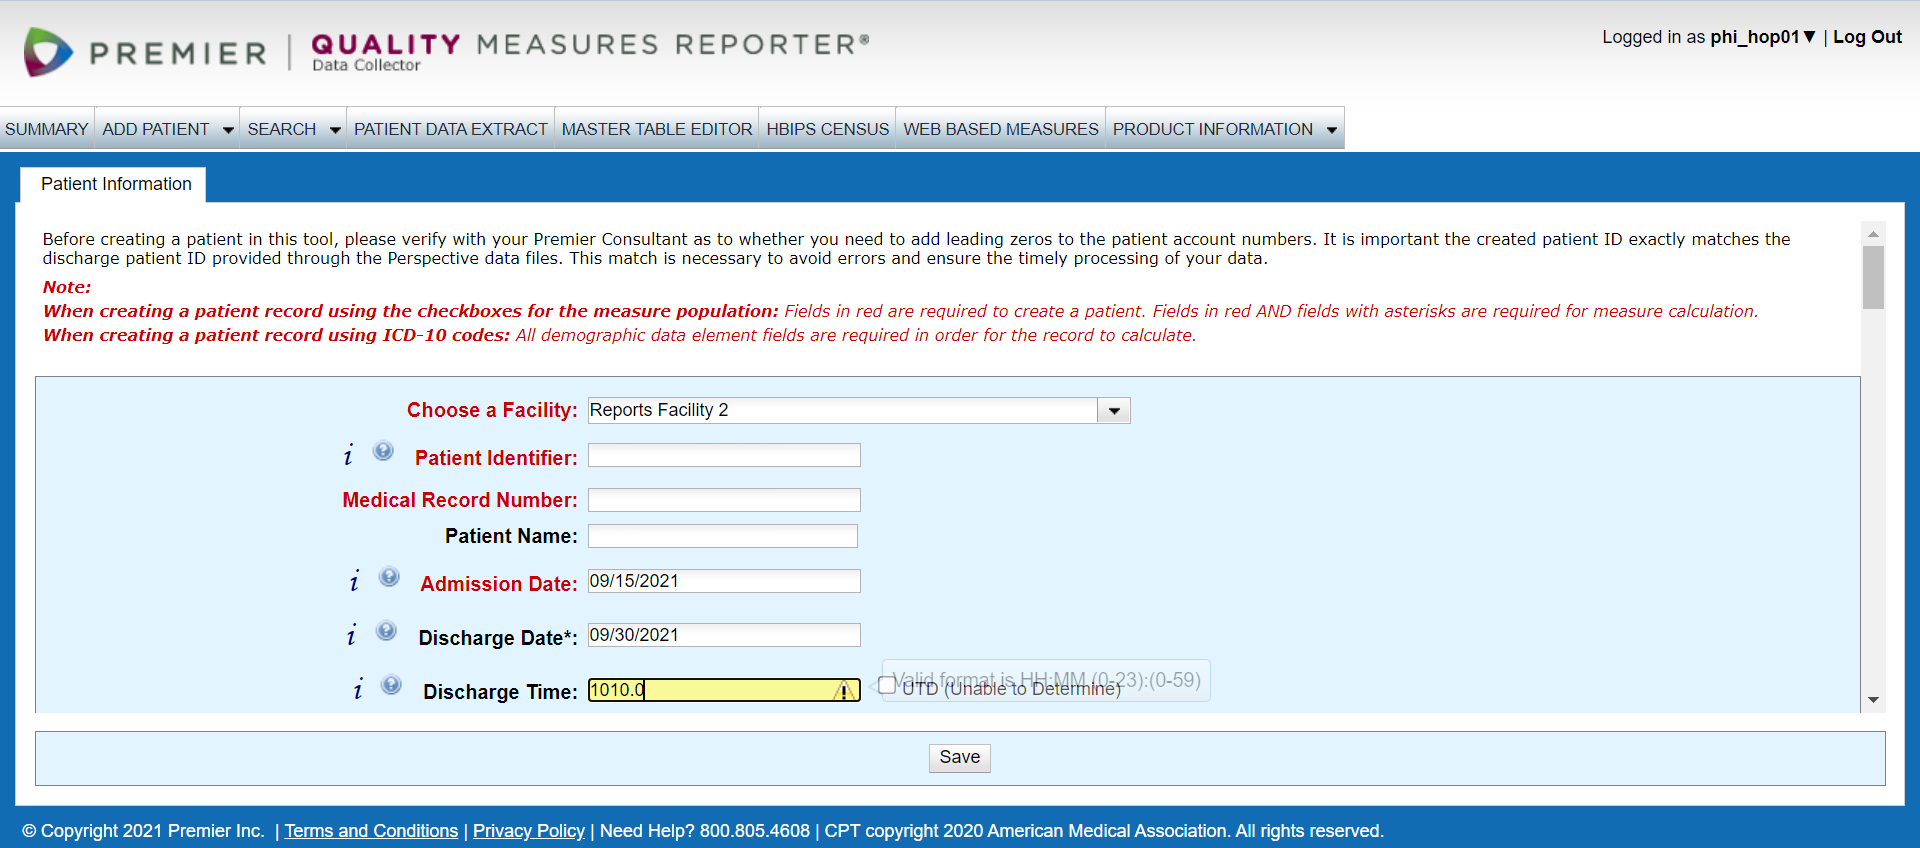 PREMIER | QUALITY MEASURES REPORTER®
Data Collector
Logged in as phi_hop01▼ | Log Out
SUMMARY ADD PATIENT SEARCH PATIENT DATA EXTRACT MASTER TABLE EDITOR HBIPS CENSUS WEB BASED MEASURES PRODUCT INFORMATION
Patient Information
Before creating a patient in this tool, please verify with your Premier Consultant as to whether you need to add leading zeros to the patient account numbers. It is important the created patient ID exactly matches the
discharge patient ID provided through the Perspective data files. This match is necessary to avoid errors and ensure the timely processing of your data.
Note:
When creating a patient record using the checkboxes for the measure population: Fields in red are required to create a patient. Fields in red AND fields with asterisks are required for measure calculation.
When creating a patient record using ICD-10 codes: All demographic data element fields are required in order for the record to calculate.
Choose a Facility: Reports Facility 2
i ? Patient Identifier:
Medical Record Number:
Patient Name:
i ? Admission Date: 09/15/2021
i ? Discharge Date*: 09/30/2021
i ? Discharge Time: 1010.0
Valid format is HH:MM (0-23):(0-59)
UTD (Unable to Determine)
Save
© Copyright 2021 Premier Inc. | Terms and Conditions | Privacy Policy | Need Help? 800.805.4608 | CPT copyright 2020 American Medical Association. All rights reserved.